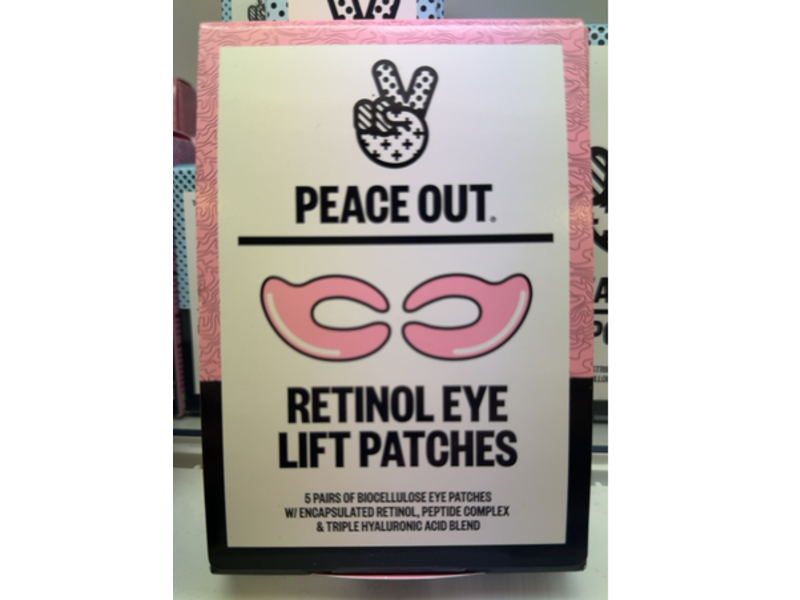 PEACE OUT.
RETINOL EYE
LIFT PATCHES
5 PAIRS OF BIOCELLULOSE EYE PATCHES
W/ ENCAPSULATED RETINOL, PEPTIDE COMPLEX
& TRIPLE HYALURONIC ACID BLEND